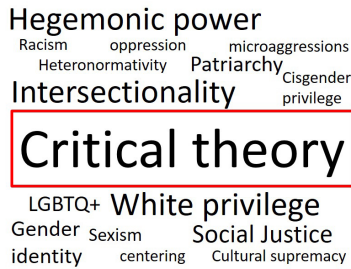 Hegemonic power
Racism oppression microaggressions
Heteronormativity Patriarchy Cisgender
Intersectionality privilege
Critical theory
LGBTQ+ White privilege
Gender Sexism Social Justice
identity centering Cultural supremacy